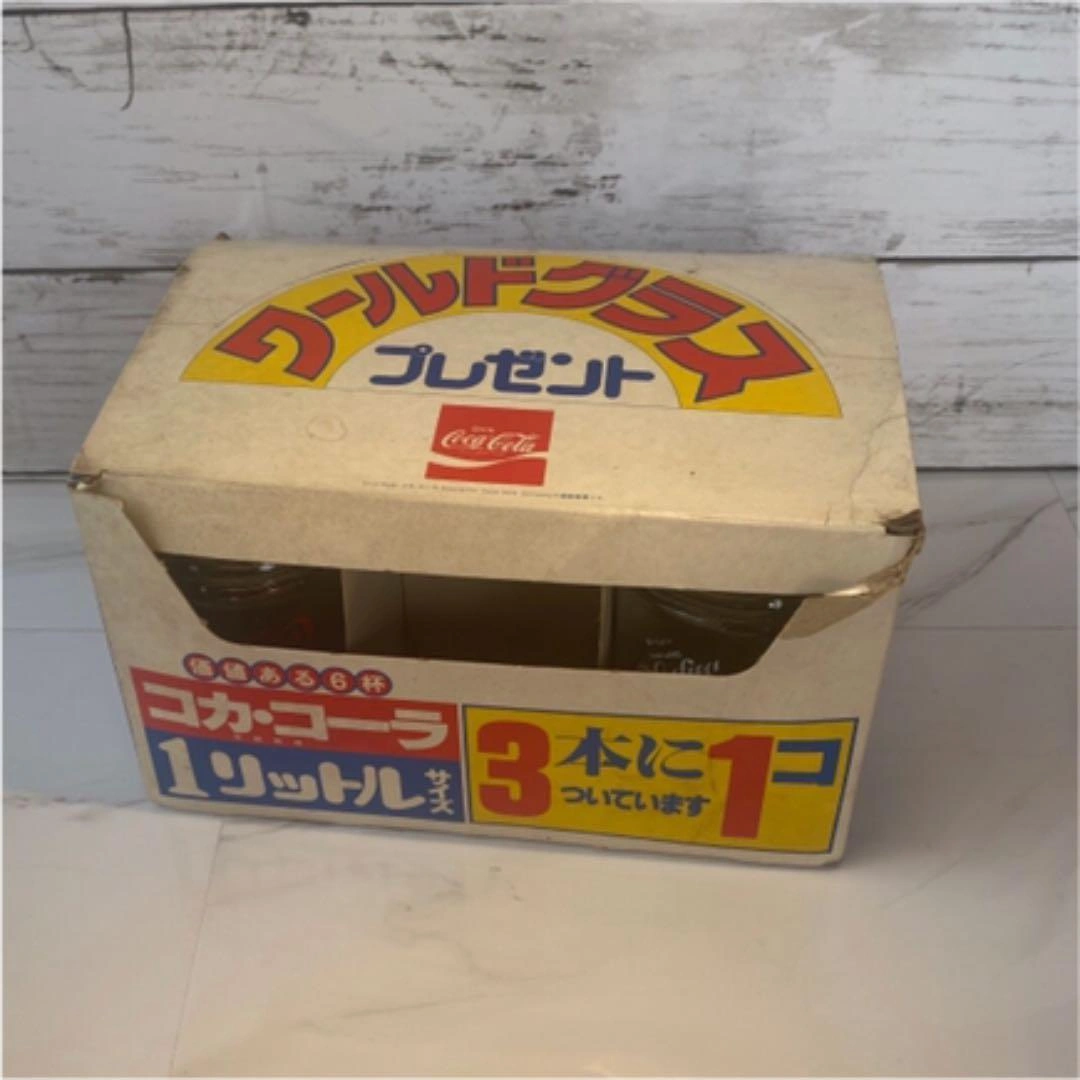 ワールドグラス
プレゼント
Coca-Cola
価値ある6杯
コカ・コーラ
1リットルサイズ
3本に1コ
ついています